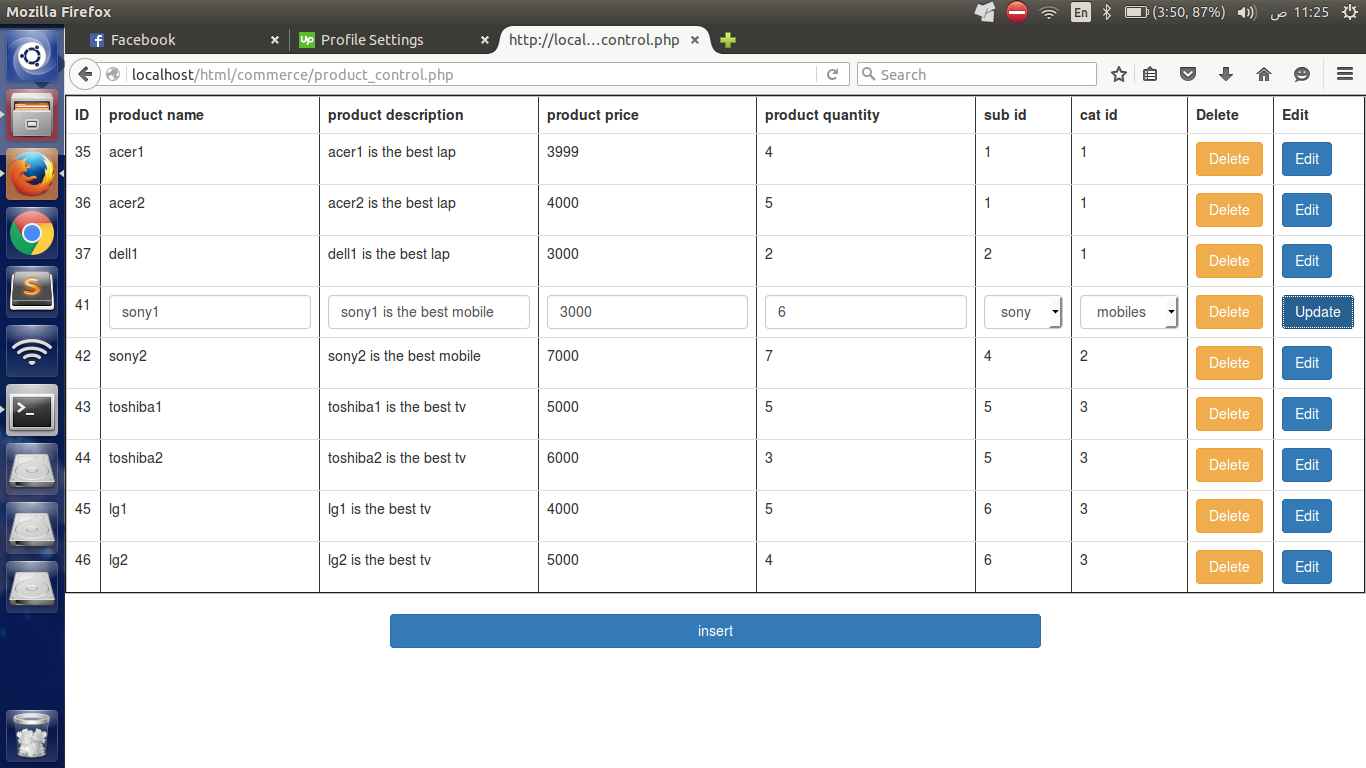 Mozilla Firefox En (3:50, 87%) 11:25 ص
Facebook Profile Settings http://local...control.php
localhost/html/commerce/product_control.php Search
ID product name product description product price product quantity sub id cat id Delete Edit
35 acer1 acer1 is the best lap 3999 4 1 1 Delete Edit
36 acer2 acer2 is the best lap 4000 5 1 1 Delete Edit
37 dell1 dell1 is the best lap 3000 2 2 1 Delete Edit
41 sony1 sony1 is the best mobile 3000 6 sony mobiles Delete Update
42 sony2 sony2 is the best mobile 7000 7 4 2 Delete Edit
43 toshiba1 toshiba1 is the best tv 5000 5 5 3 Delete Edit
44 toshiba2 toshiba2 is the best tv 6000 3 5 3 Delete Edit
45 lg1 lg1 is the best tv 4000 5 6 3 Delete Edit
46 lg2 lg2 is the best tv 5000 4 6 3 Delete Edit
insert